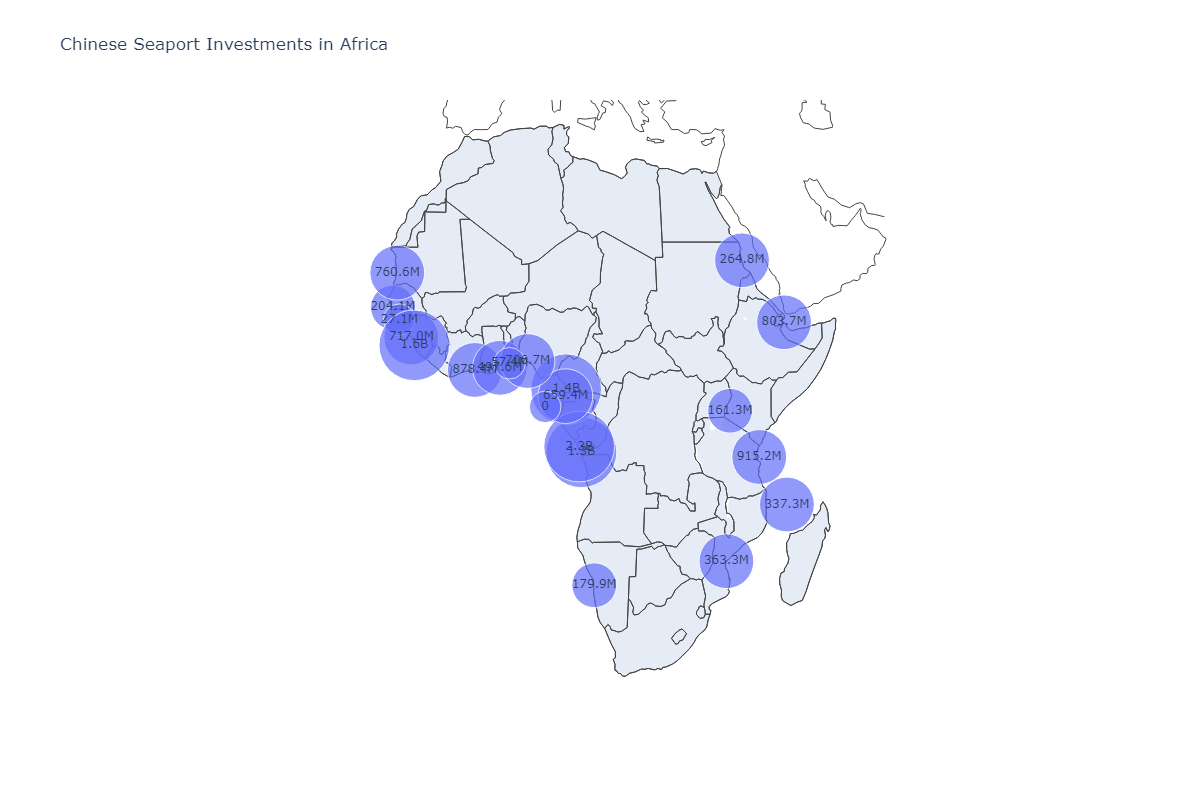 Chinese Seaport Investments in Africa
264.8M
760.6M
204.1M
27.1M
803.7M
717.0M
1.6B
878.4M
497.6M
706.7M
1.4B
659.4M
0
161.3M
2.3B
1.3B
915.2M
337.3M
363.3M
179.9M